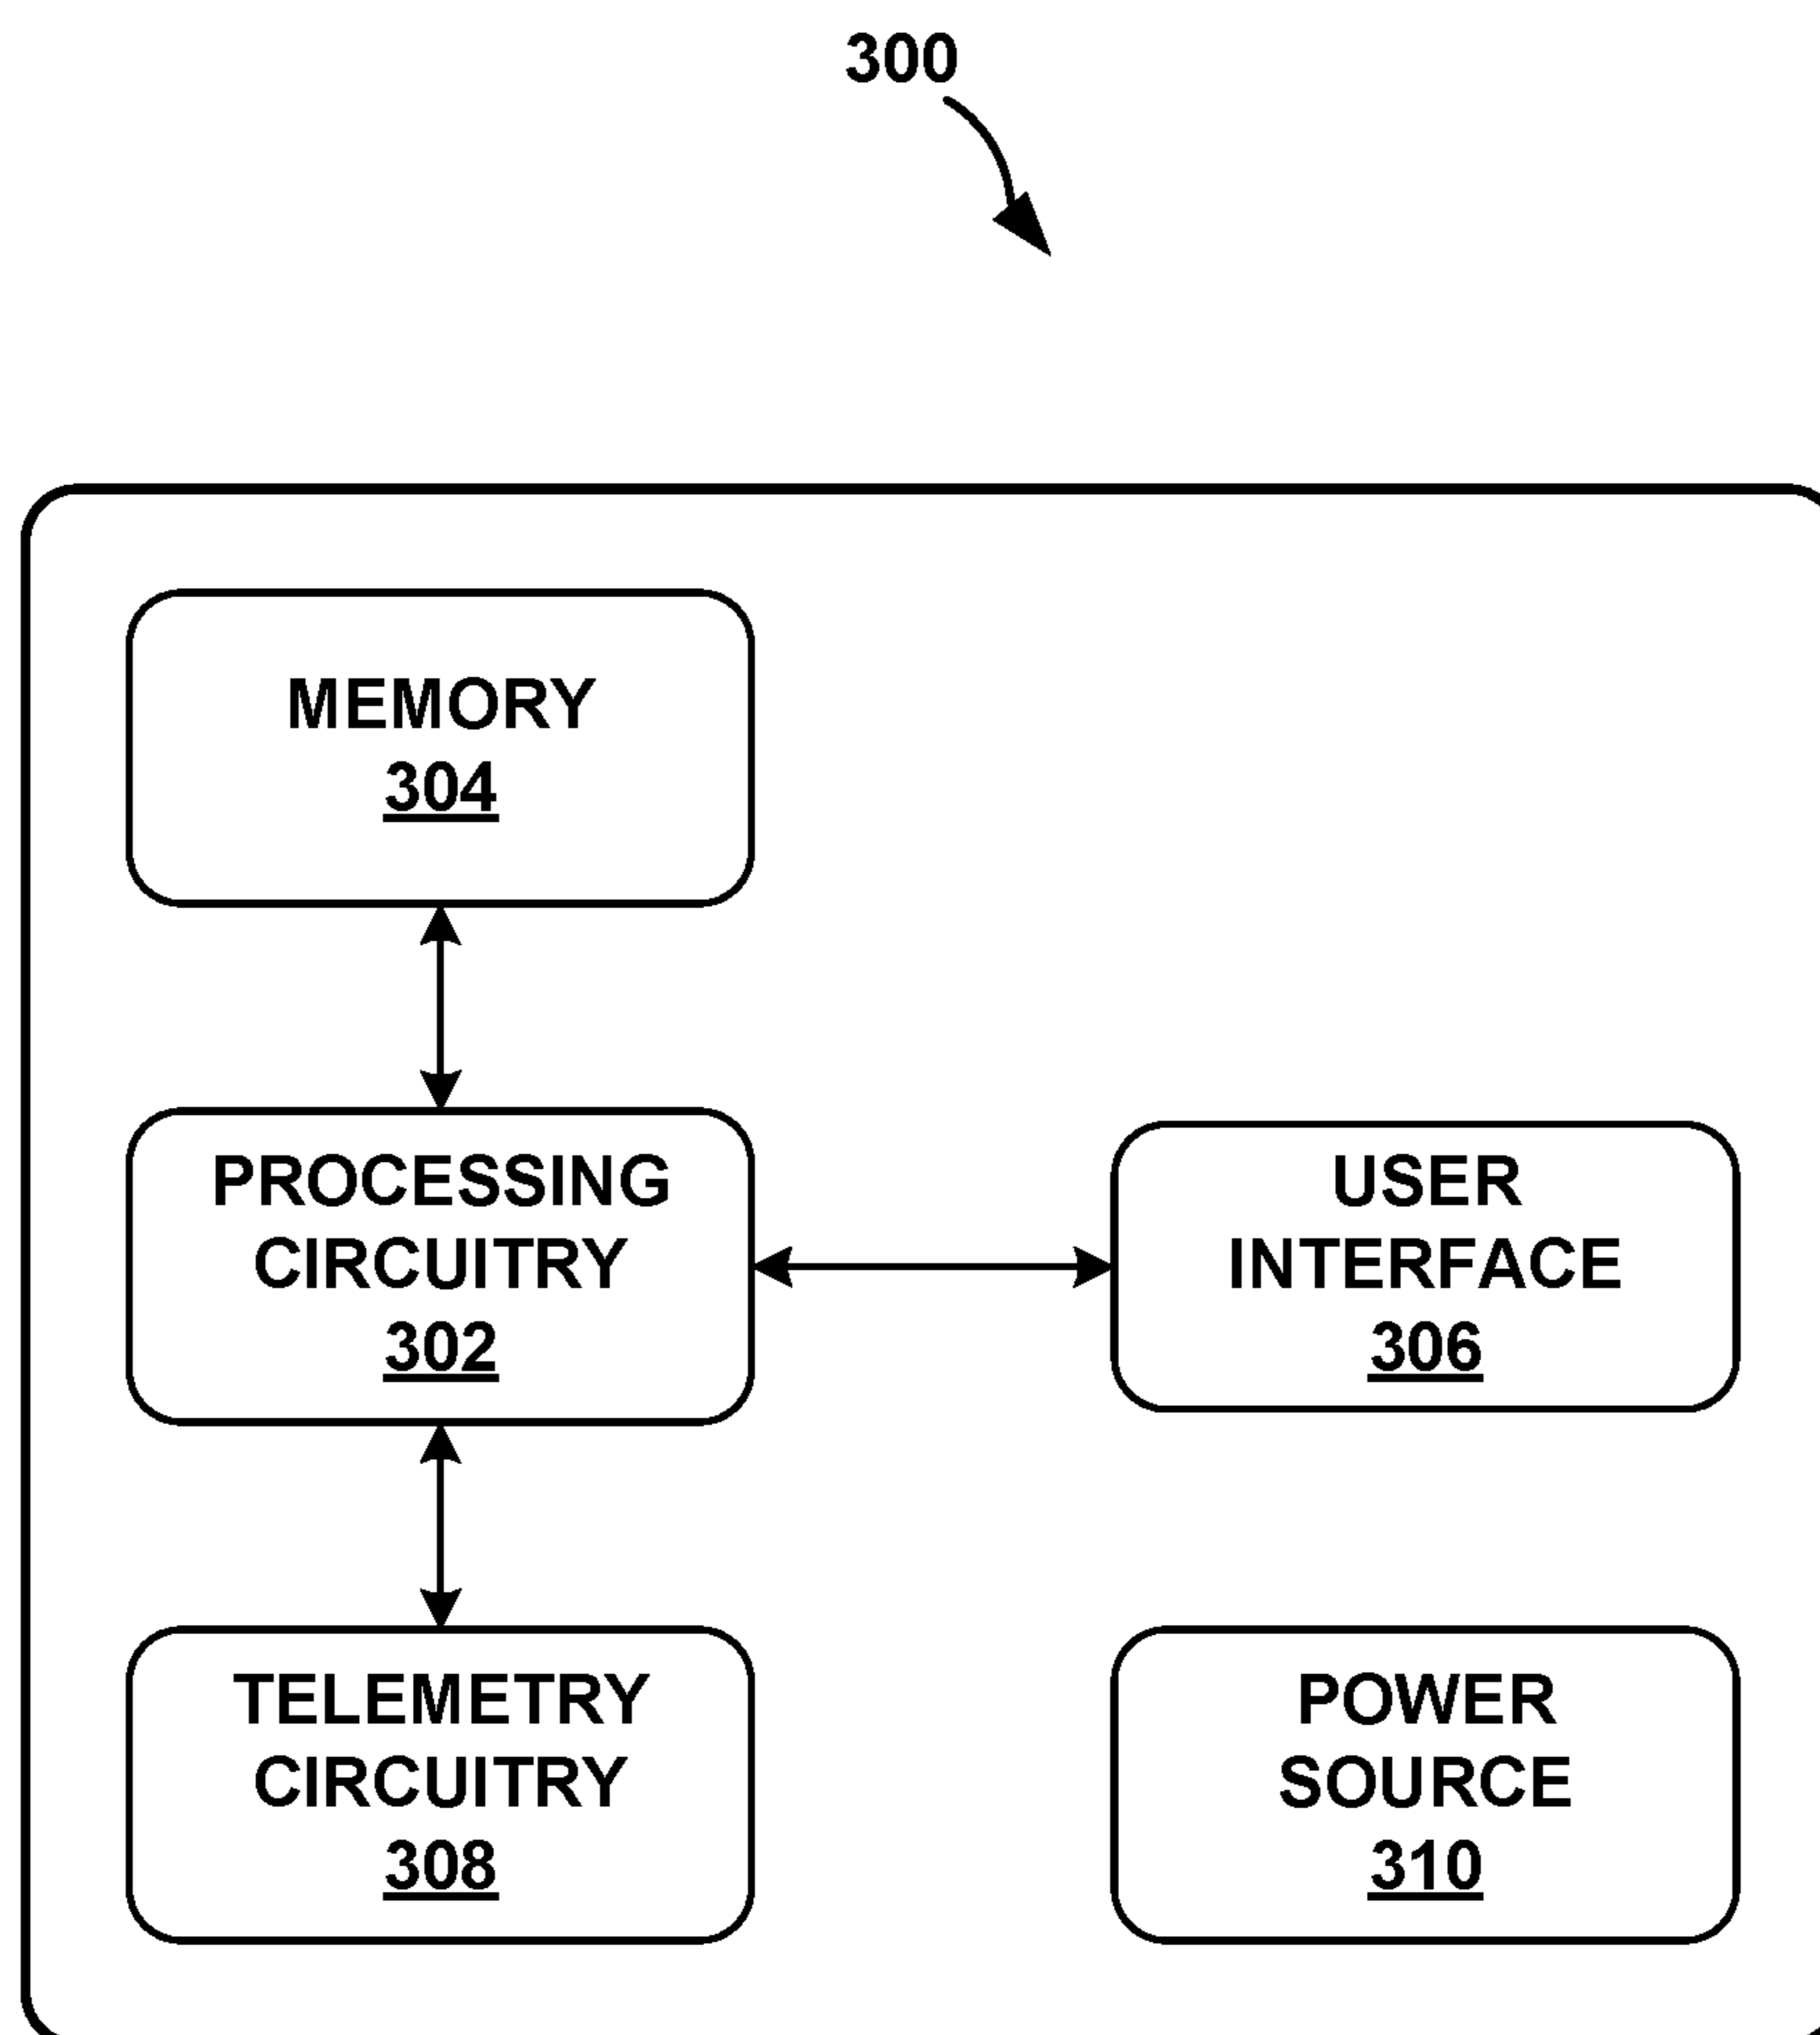 300
MEMORY
304
PROCESSING
CIRCUITRY
302
USER
INTERFACE
306
TELEMETRY
CIRCUITRY
308
POWER
SOURCE
310